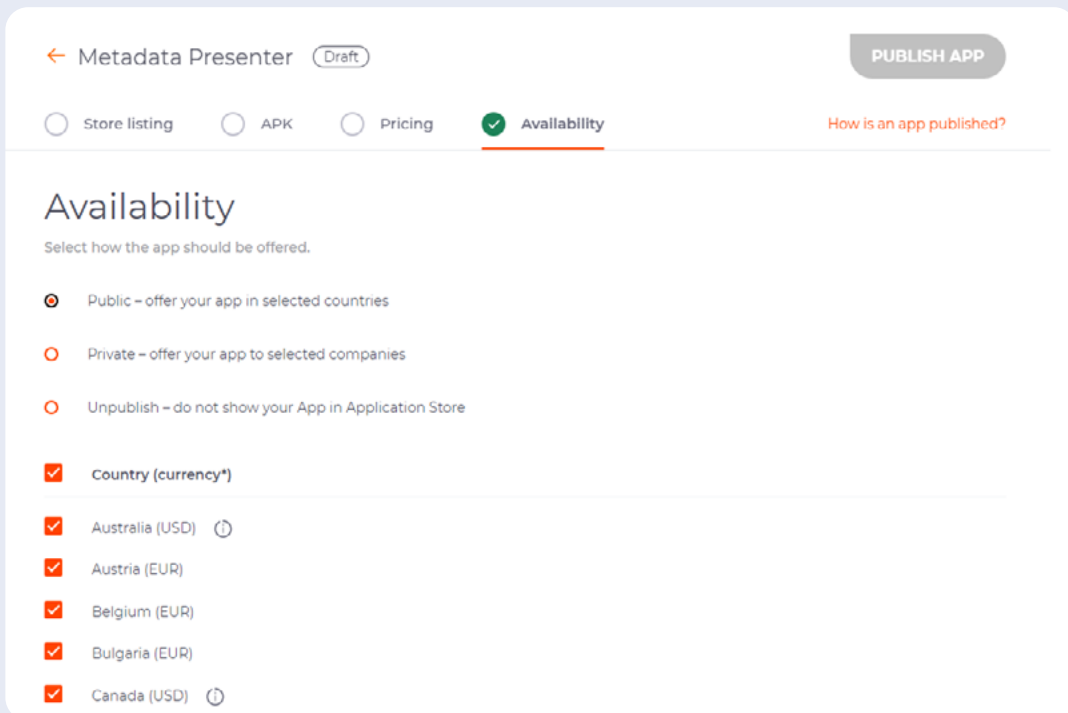 Metadata Presenter Draft PUBLISH APP
Store listing APK Pricing Availability How is an app published?
Availability
Select how the app should be offered.
Public – offer your app in selected countries
Private – offer your app to selected companies
Unpublish – do not show your App in Application Store
Country (currency*)
Australia (USD)
Austria (EUR)
Belgium (EUR)
Bulgaria (EUR)
Canada (USD)